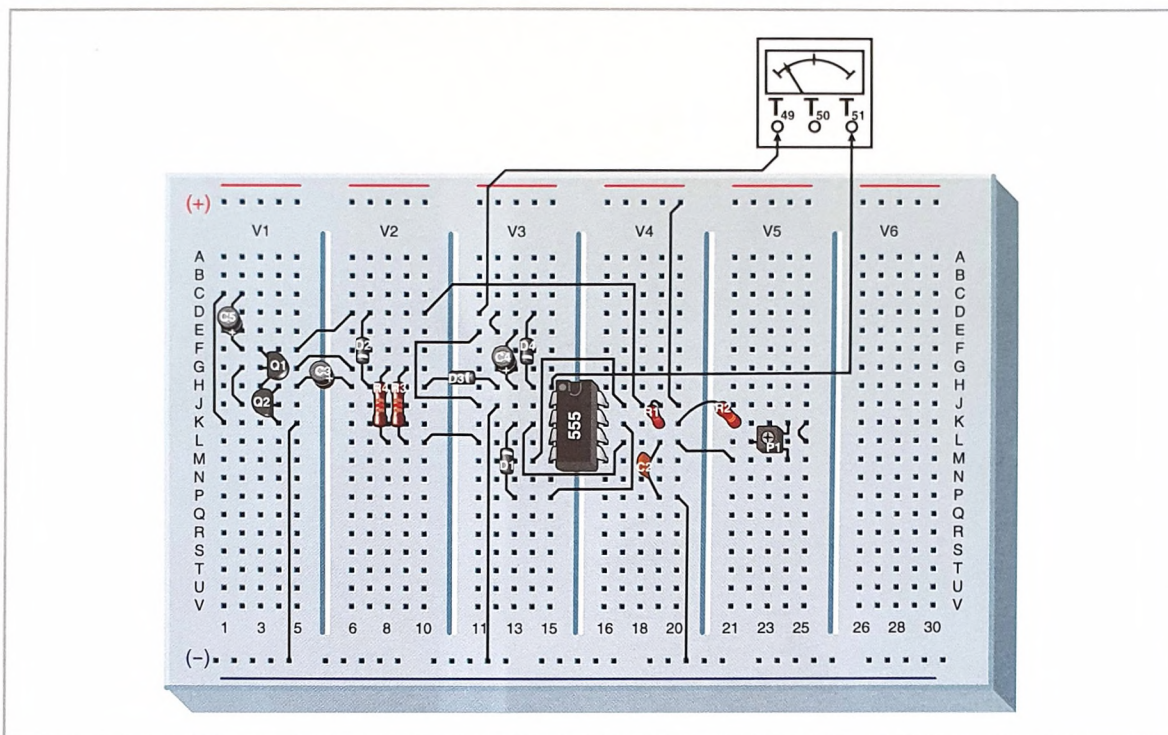 T49 T50 T51
(+)
V1 V2 V3 V4 V5 V6
A A
B B
C C
D D
C5
E E
F F
D2 D4
C4
Q1
G G
C3 D3
H H
R4 R3
J J
Q2 R1 R2
K K
555
L L
P1
M M
D1
N N
P P
Q Q
R R
S S
T T
U U
V V
1 3 5 6 8 10 11 13 15 16 18 20 21 23 25 26 28 30
(-)